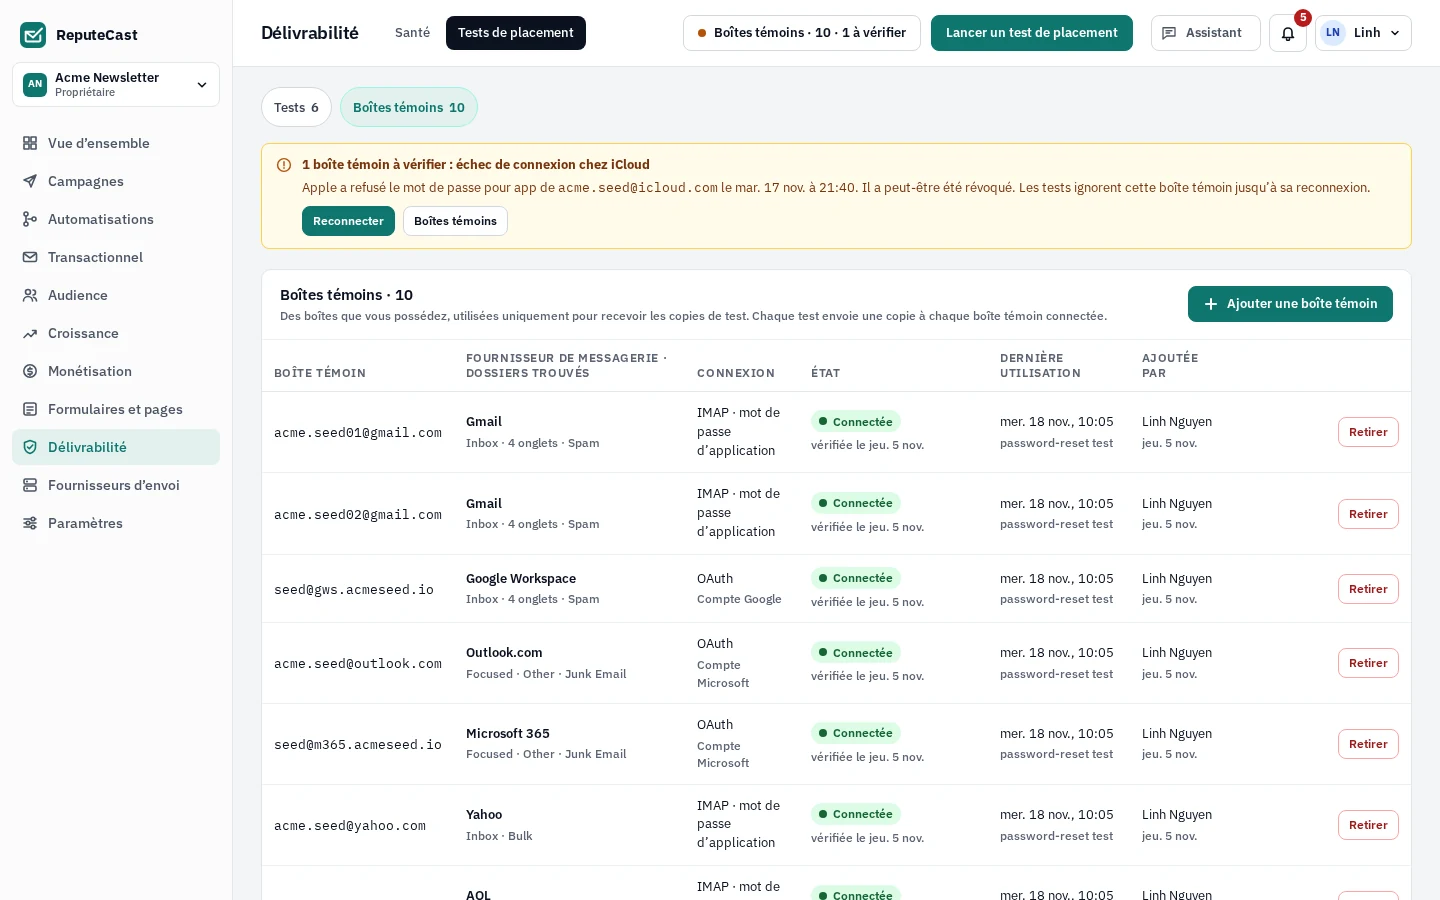 ReputeCast
AN
Acme Newsletter
Propriétaire
Vue d’ensemble
Campagnes
Automatisations
Transactionnel
Audience
Croissance
Monétisation
Formulaires et pages
Délivrabilité
Fournisseurs d’envoi
Paramètres
Délivrabilité
Santé
Tests de placement
Boîtes témoins · 10 · 1 à vérifier
Lancer un test de placement
Assistant
5
LN
Linh
Tests 6
Boîtes témoins 10
1 boîte témoin à vérifier : échec de connexion chez iCloud
Apple a refusé le mot de passe pour app de acme.seed@icloud.com le mar. 17 nov. à 21:40. Il a peut-être été révoqué. Les tests ignorent cette boîte témoin jusqu’à sa reconnexion.
Reconnecter
Boîtes témoins
Boîtes témoins · 10
Des boîtes que vous possédez, utilisées uniquement pour recevoir les copies de test. Chaque test envoie une copie à chaque boîte témoin connectée.
Ajouter une boîte témoin
BOÎTE TÉMOIN
FOURNISSEUR DE MESSAGERIE ·
DOSSIERS TROUVÉS
CONNEXION
ÉTAT
DERNIÈRE
UTILISATION
AJOUTÉE
PAR
acme.seed01@gmail.com
Gmail
Inbox · 4 onglets · Spam
IMAP · mot de
passe
d’application
Connectée
vérifiée le jeu. 5 nov.
mer. 18 nov., 10:05
password-reset test
Linh Nguyen
jeu. 5 nov.
Retirer
acme.seed02@gmail.com
Gmail
Inbox · 4 onglets · Spam
IMAP · mot de
passe
d’application
Connectée
vérifiée le jeu. 5 nov.
mer. 18 nov., 10:05
password-reset test
Linh Nguyen
jeu. 5 nov.
Retirer
seed@gws.acmeseed.io
Google Workspace
Inbox · 4 onglets · Spam
OAuth
Compte Google
Connectée
vérifiée le jeu. 5 nov.
mer. 18 nov., 10:05
password-reset test
Linh Nguyen
jeu. 5 nov.
Retirer
acme.seed@outlook.com
Outlook.com
Focused · Other · Junk Email
OAuth
Compte
Microsoft
Connectée
vérifiée le jeu. 5 nov.
mer. 18 nov., 10:05
password-reset test
Linh Nguyen
jeu. 5 nov.
Retirer
seed@m365.acmeseed.io
Microsoft 365
Focused · Other · Junk Email
OAuth
Compte
Microsoft
Connectée
vérifiée le jeu. 5 nov.
mer. 18 nov., 10:05
password-reset test
Linh Nguyen
jeu. 5 nov.
Retirer
acme.seed@yahoo.com
Yahoo
Inbox · Bulk
IMAP · mot de
passe
d’application
Connectée
vérifiée le jeu. 5 nov.
mer. 18 nov., 10:05
password-reset test
Linh Nguyen
jeu. 5 nov.
Retirer
AOL
IMAP · mot de
Connectée
mer. 18 nov., 10:05
Linh Nguyen